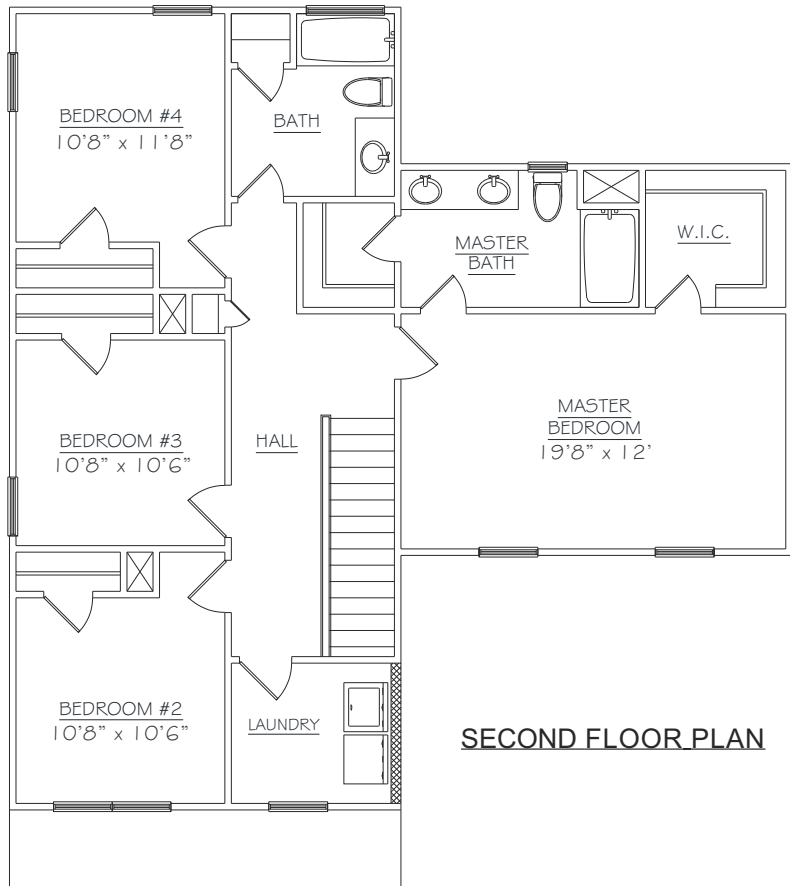 BEDROOM #4
10'8" x 11'8"
BATH
MASTER
BATH
W.I.C.
BEDROOM #3
10'8" x 10'6"
HALL
MASTER
BEDROOM
19'8" x 12'
BEDROOM #2
10'8" x 10'6"
LAUNDRY
SECOND FLOOR PLAN